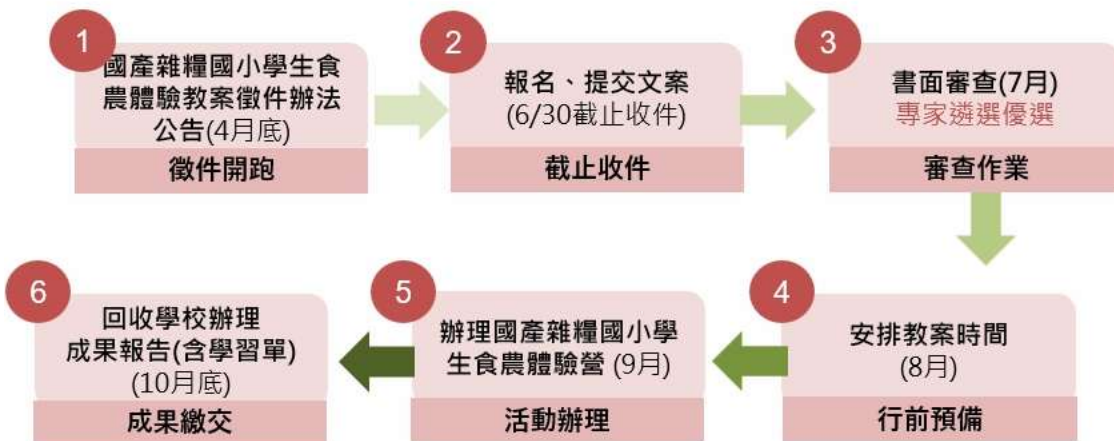 1
國產雜糧國小學生食
農體驗教案徵件辦法
公告(4月底)
徵件開跑
2
報名、提交文案
(6/30截止收件)
截止收件
3
書面審查(7月)
專家遴選優選
審查作業
4
安排教案時間
(8月)
行前預備
5
辦理國產雜糧國小學
生食農體驗營 (9月)
活動辦理
6
回收學校辦理
成果報告(含學習單)
(10月底)
成果繳交